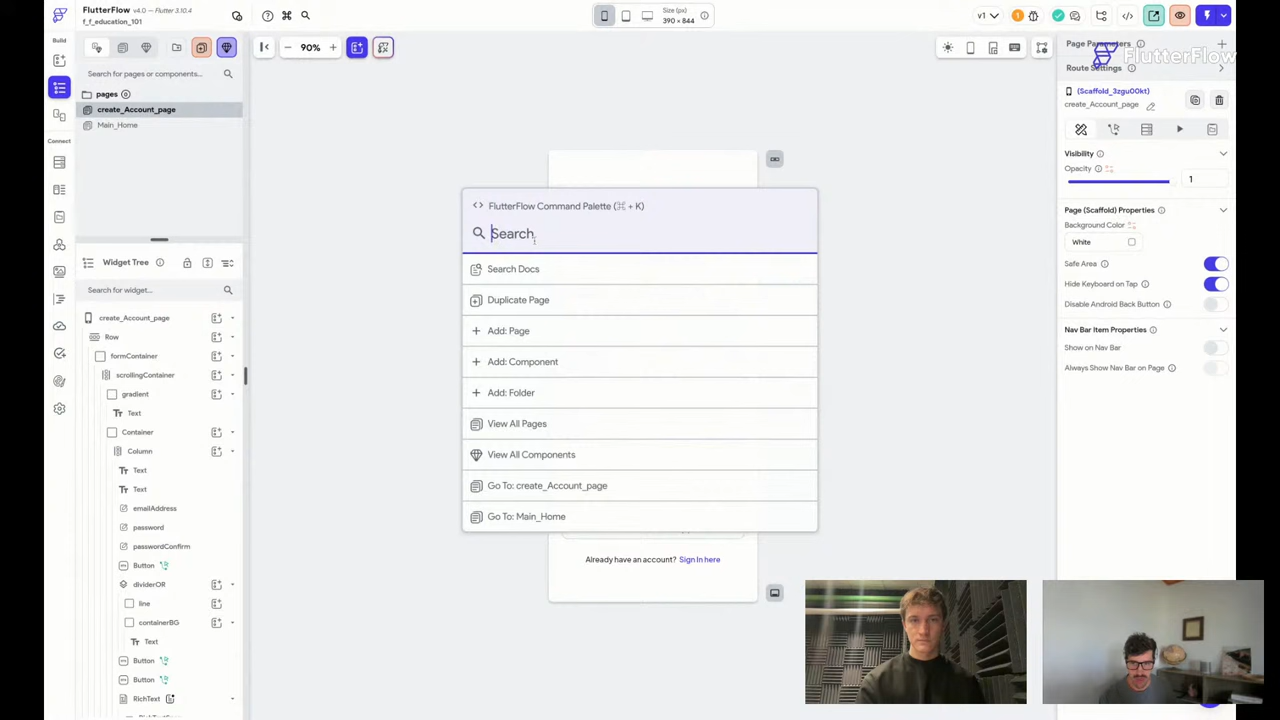 FlutterFlow v4.0 Flutter 3.10.4
f_f_education_101
90%
Size (px)
390 × 844
v1
1
Build
Connect
Search for pages or components...
pages
create_Account_page
Main_Home
Widget Tree
Search for widget...
create_Account_page
Row
formContainer
scrollingContainer
gradient
Text
Container
Column
Text
Text
emailAddress
password
passwordConfirm
Button
dividerOR
line
containerBG
Text
Button
Button
RichText
FlutterFlow Command Palette (⌘ + K)
Search
Search Docs
Duplicate Page
Add: Page
Add: Component
Add: Folder
View All Pages
View All Components
Go To: create_Account_page
Go To: Main_Home
Already have an account? Sign In here
Page Parameters
FlutterFlow
Route Settings
(Scaffold_3zgu00kt)
create_Account_page
Visibility
Opacity
1
Page (Scaffold) Properties
Background Color
White
Safe Area
Hide Keyboard on Tap
Disable Android Back Button
Nav Bar Item Properties
Show on Nav Bar
Always Show Nav Bar on Page